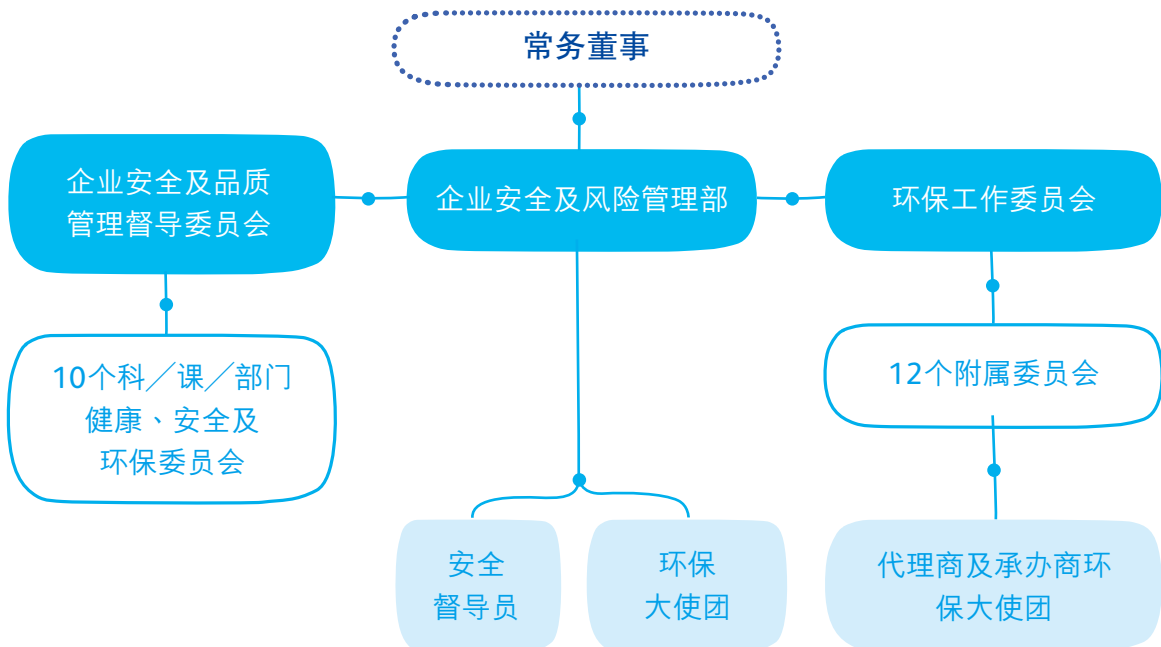 常务董事
企业安全及品质
管理督导委员会
企业安全及风险管理部
环保工作委员会
10个科╱课╱部门
健康、安全及
环保委员会
12个附属委员会
安全
督导员
环保
大使团
代理商及承办商环
保大使团